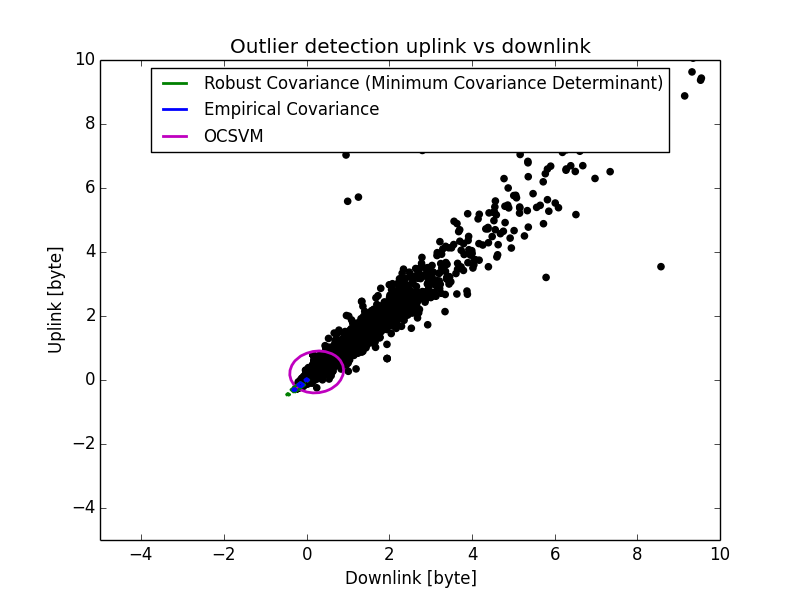 Outlier detection uplink vs downlink
Robust Covariance (Minimum Covariance Determinant)
Empirical Covariance
OCSVM
10
8
6
4
2
0
−2
−4
Uplink [byte]
−4 −2 0 2 4 6 8 10
Downlink [byte]